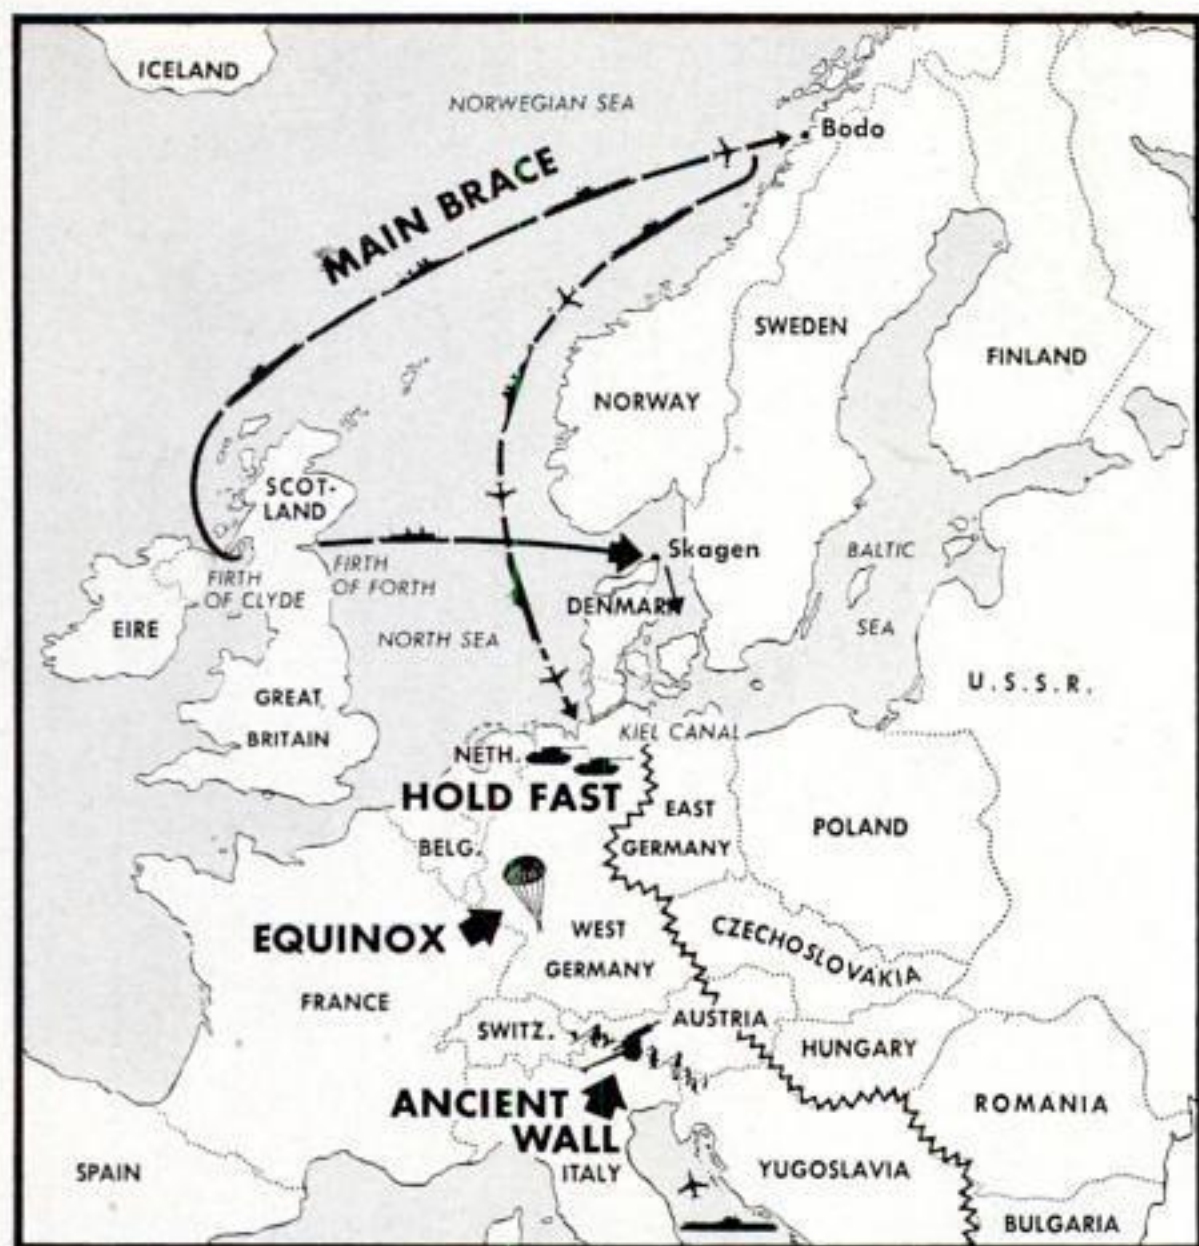 ICELAND
NORWEGIAN SEA
Bodo
MAIN BRACE
SWEDEN
FINLAND
NORWAY
SCOT-
LAND
Skagen
BALTIC
SEA
FIRTH
OF CLYDE
FIRTH
OF FORTH
DENMARK
EIRE
NORTH SEA
U.S.S.R.
GREAT
BRITAIN
KIEL CANAL
NETH.
HOLD FAST
EAST
GERMANY
POLAND
BELG.
EQUINOX
WEST
GERMANY
CZECHOSLOVAKIA
FRANCE
SWITZ.
AUSTRIA
HUNGARY
ANCIENT
WALL
ROMANIA
SPAIN
ITALY
YUGOSLAVIA
BULGARIA